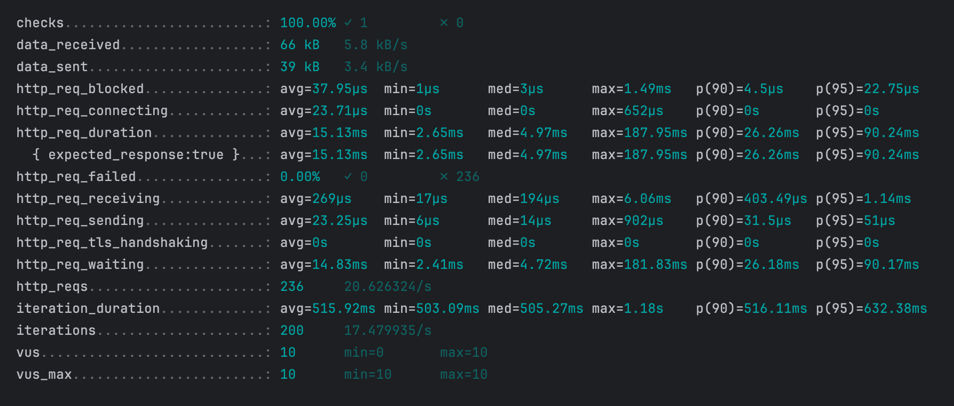 checks.........................: 100.00% ✓ 1 ✗ 0
data_received..................: 66 kB 5.8 kB/s
data_sent......................: 39 kB 3.4 kB/s
http_req_blocked...............: avg=37.95µs min=1µs med=3µs max=1.49ms p(90)=4.5µs p(95)=22.75µs
http_req_connecting............: avg=23.71µs min=0s med=0s max=652µs p(90)=0s p(95)=0s
http_req_duration..............: avg=15.13ms min=2.65ms med=4.97ms max=187.95ms p(90)=26.26ms p(95)=90.24ms
{ expected_response:true }...: avg=15.13ms min=2.65ms med=4.97ms max=187.95ms p(90)=26.26ms p(95)=90.24ms
http_req_failed................: 0.00% ✓ 0 ✗ 236
http_req_receiving.............: avg=269µs min=17µs med=194µs max=6.06ms p(90)=403.49µs p(95)=1.14ms
http_req_sending...............: avg=23.25µs min=6µs med=14µs max=902µs p(90)=31.5µs p(95)=51µs
http_req_tls_handshaking.......: avg=0s min=0s med=0s max=0s p(90)=0s p(95)=0s
http_req_waiting...............: avg=14.83ms min=2.41ms med=4.72ms max=181.83ms p(90)=26.18ms p(95)=90.17ms
http_reqs......................: 236 20.626324/s
iteration_duration.............: avg=515.92ms min=503.09ms med=505.27ms max=1.18s p(90)=516.11ms p(95)=632.38ms
iterations.....................: 200 17.479935/s
vus............................: 10 min=0 max=10
vus_max........................: 10 min=10 max=10